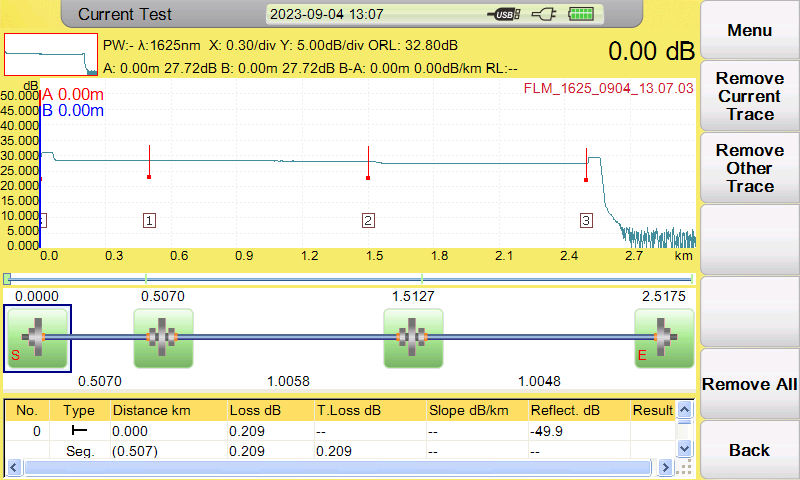 Current Test 2023-09-04 13:07 USB
PW:- λ:1625nm X: 0.30/div Y: 5.00dB/div ORL: 32.80dB
A: 0.00m 27.72dB B: 0.00m 27.72dB B-A: 0.00m 0.00dB/km RL:--
0.00 dB
dB
A 0.00m
B 0.00m
FLM_1625_0904_13.07.03
50.000
45.000
40.000
35.000
30.000
25.000
20.000
15.000
10.000
5.000
0.000
1 2 3
0.0 0.3 0.6 0.9 1.2 1.5 1.8 2.1 2.4 2.7 km
0.0000 0.5070 1.5127 2.5175
S E
0.5070 1.0058 1.0048
No. Type Distance km Loss dB T.Loss dB Slope dB/km Reflect. dB Result
0 0.000 0.209 -- -- -49.9
Seg. (0.507) 0.209 0.209 -- --
Menu
Remove
Current
Trace
Remove
Other
Trace
Remove All
Back